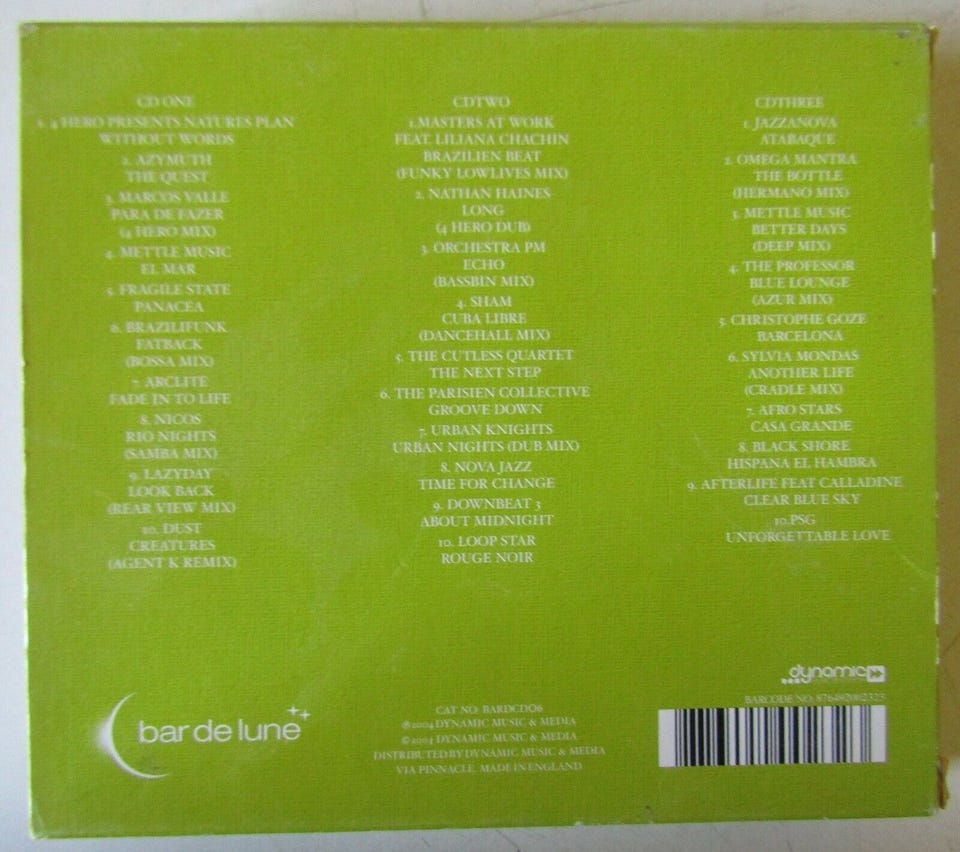 CD ONE
1. 4 HERO PRESENTS NATURES PLAN
WITHOUT WORDS
2. AZYMUTH
THE QUEST
3. MARCOS VALLE
PARA DE FAZER
(4 HERO MIX)
4. METTLE MUSIC
EL MAR
5. FRAGILE STATE
PANACEA
6. BRAZILIFUNK
FATBACK
(BOSSA MIX)
7. ARCLITE
FADE IN TO LIFE
8. NICOS
RIO NIGHTS
(SAMBA MIX)
9. LAZYDAY
LOOK BACK
(REAR VIEW MIX)
10. DUST
CREATURES
(AGENT K REMIX)
CDTWO
1.MASTERS AT WORK
FEAT. LILIANA CHACHIN
BRAZILIEN BEAT
(FUNKY LOWLIVES MIX)
2. NATHAN HAINES
LONG
(4 HERO DUB)
3. ORCHESTRA PM
ECHO
(BASSBIN MIX)
4. SHAM
CUBA LIBRE
(DANCEHALL MIX)
5. THE CUTLESS QUARTET
THE NEXT STEP
6. THE PARISIEN COLLECTIVE
GROOVE DOWN
7. URBAN KNIGHTS
URBAN NIGHTS (DUB MIX)
8. NOVA JAZZ
TIME FOR CHANGE
9. DOWNBEAT 3
ABOUT MIDNIGHT
10. LOOP STAR
ROUGE NOIR
CDTHREE
1. JAZZANOVA
ATABAQUE
2. OMEGA MANTRA
THE BOTTLE
(HERMANO MIX)
3. METTLE MUSIC
BETTER DAYS
(DEEP MIX)
4. THE PROFESSOR
BLUE LOUNGE
(AZUR MIX)
5. CHRISTOPHE GOZE
BARCELONA
6. SYLVIA MONDAS
ANOTHER LIFE
(CRADLE MIX)
7. AFRO STARS
CASA GRANDE
8. BLACK SHORE
HISPANA EL HAMBRA
9. AFTERLIFE FEAT CALLADINE
CLEAR BLUE SKY
10.PSG
UNFORGETTABLE LOVE
bar de lune
CAT NO: BARDCD06
℗ 2004 DYNAMIC MUSIC & MEDIA
© 2004 DYNAMIC MUSIC & MEDIA
DISTRIBUTED BY DYNAMIC MUSIC & MEDIA
VIA PINNACLE. MADE IN ENGLAND
dynamic
BARCODE NO: 876492002323